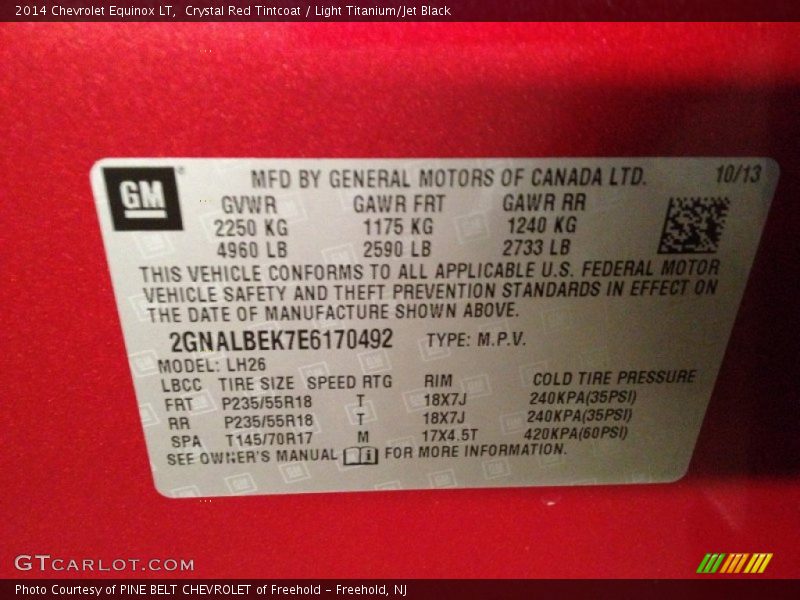 2014 Chevrolet Equinox LT,  Crystal Red Tintcoat / Light Titanium/Jet Black
GM® MFD BY GENERAL MOTORS OF CANADA LTD. 10/13
GVWR GAWR FRT GAWR RR
2250 KG 1175 KG 1240 KG
4960 LB 2590 LB 2733 LB
THIS VEHICLE CONFORMS TO ALL APPLICABLE U.S. FEDERAL MOTOR
VEHICLE SAFETY AND THEFT PREVENTION STANDARDS IN EFFECT ON
THE DATE OF MANUFACTURE SHOWN ABOVE.
2GNALBEK7E6170492 TYPE: M.P.V.
MODEL: LH26
LBCC TIRE SIZE SPEED RTG RIM COLD TIRE PRESSURE
FRT P235/55R18 T 18X7J 240KPA(35PSI)
RR P235/55R18 T 18X7J 240KPA(35PSI)
SPA T145/70R17 M 17X4.5T 420KPA(60PSI)
SEE OWNER'S MANUAL FOR MORE INFORMATION.
GTCARLOT.COM
Photo Courtesy of PINE BELT CHEVROLET of Freehold - Freehold, NJ